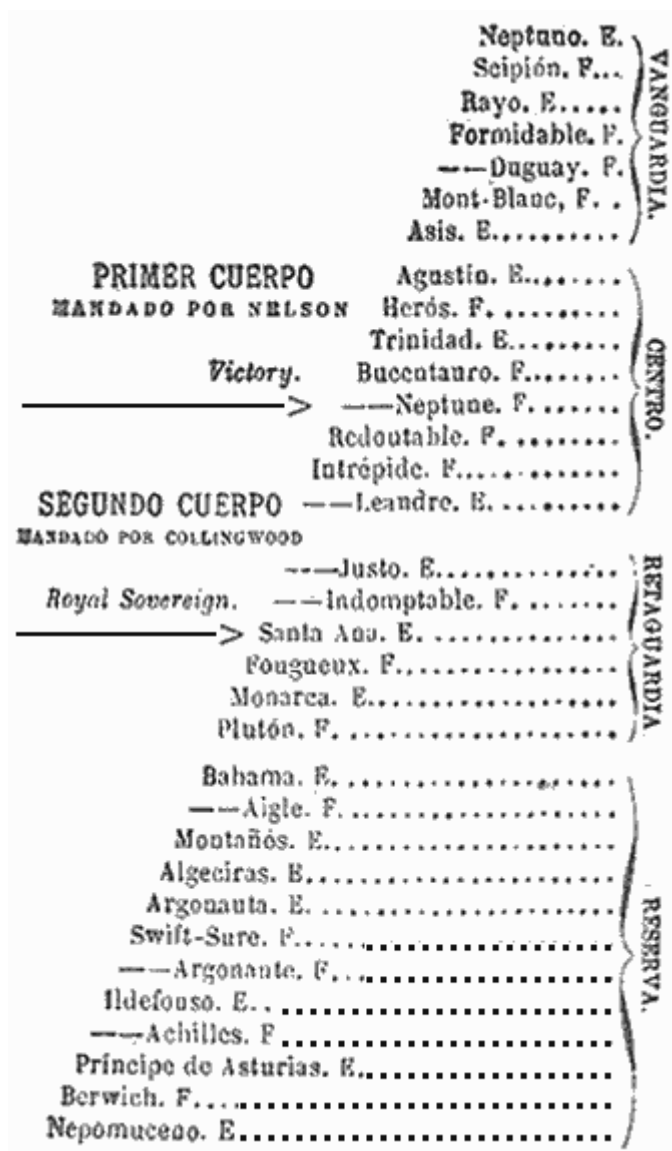 Neptuno. E.
Scipión. F...
Rayo. E.....
Formidable. F.
——Duguay. F.
Mont-Blanc, F. . .
Asis. E..........
VANGUARDIA.
PRIMER CUERPO
MANDADO POR NELSON
Victory.
Agustin. E........
Herós. F. .........
Trinidad. E.........
Bucentauro. F.......
——Neptune. F. .......
Redoutable. F. ........
Intrépide. F............
——Leandre. E. ..........
CENTRO.
SEGUNDO CUERPO
MANDADO POR COLLINGWOOD
Royal Sovereign.
——Justo. E..............
——Indomptable. F. ........
Santa Ana. E. ..............
Fougueux. F................
Monarca. E.................
Plutón. F. ..................
RETAGUARDIA
Bahama. E. ..................
——Aigle. F...................
Montañés. E...................
Algeciras. E....................
Argonauta. E. ..................
Swift-Sure. F.....................
——Argonante. F. ..................
Ildefonso. E. . ....................
——Achilles. F .....................
Príncipe de Asturias. E..................
Berwich. F.........................
Nepomuceno. E.........................
RESERVA.